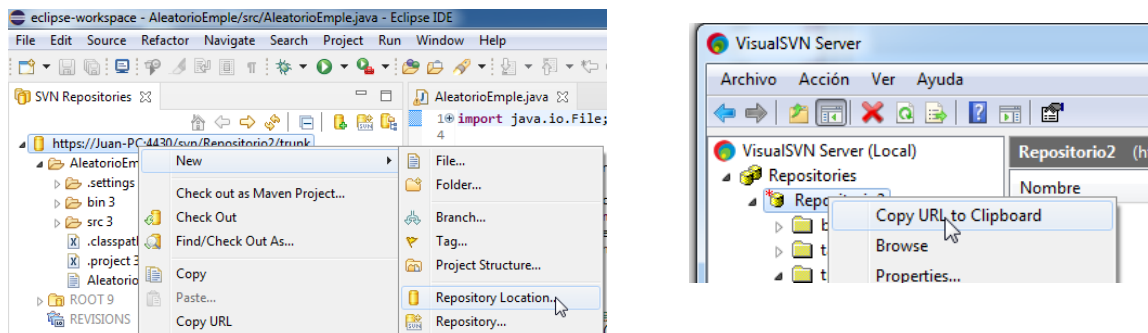 eclipse-workspace - AleatorioEmple/src/AleatorioEmple.java - Eclipse IDE
File Edit Source Refactor Navigate Search Project Run Window Help
SVN Repositories
AleatorioEmple.java
1 import java.io.File;
4
https://Juan-PC:4430/svn/Repositorio2/trunk
AleatorioEm
.settings
bin 3
src 3
.classpatl
.project 3
Aleatorio
ROOT 9
REVISIONS
New
Check out as Maven Project...
Check Out
Find/Check Out As...
Copy
Paste...
Copy URL
File...
Folder...
Branch...
Tag...
Project Structure...
Repository Location...
Repository...
VisualSVN Server
Archivo Acción Ver Ayuda
VisualSVN Server (Local)
Repositories
Repositorio2
b
t
t
Repositorio2 (h
Nombre
Copy URL to Clipboard
Browse
Properties...